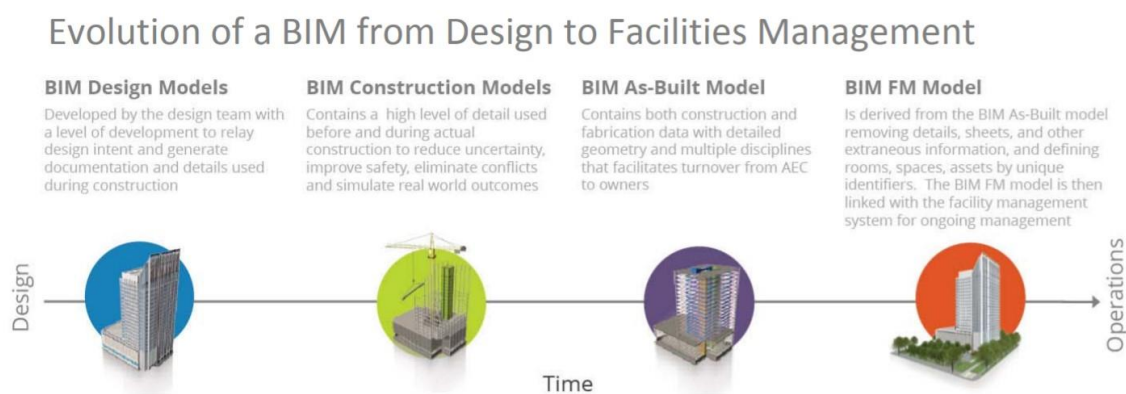 Evolution of a BIM from Design to Facilities Management
BIM Design Models
Developed by the design team with
a level of development to relay
design intent and generate
documentation and details used
during construction
BIM Construction Models
Contains a high level of detail used
before and during actual
construction to reduce uncertainty,
improve safety, eliminate conflicts
and simulate real world outcomes
BIM As-Built Model
Contains both construction and
fabrication data with detailed
geometry and multiple disciplines
that facilitates turnover from AEC
to owners
BIM FM Model
Is derived from the BIM As-Built model
removing details, sheets, and other
extraneous information, and defining
rooms, spaces, assets by unique
identifiers. The BIM FM model is then
linked with the facility management
system for ongoing management
Design
Operations
Time